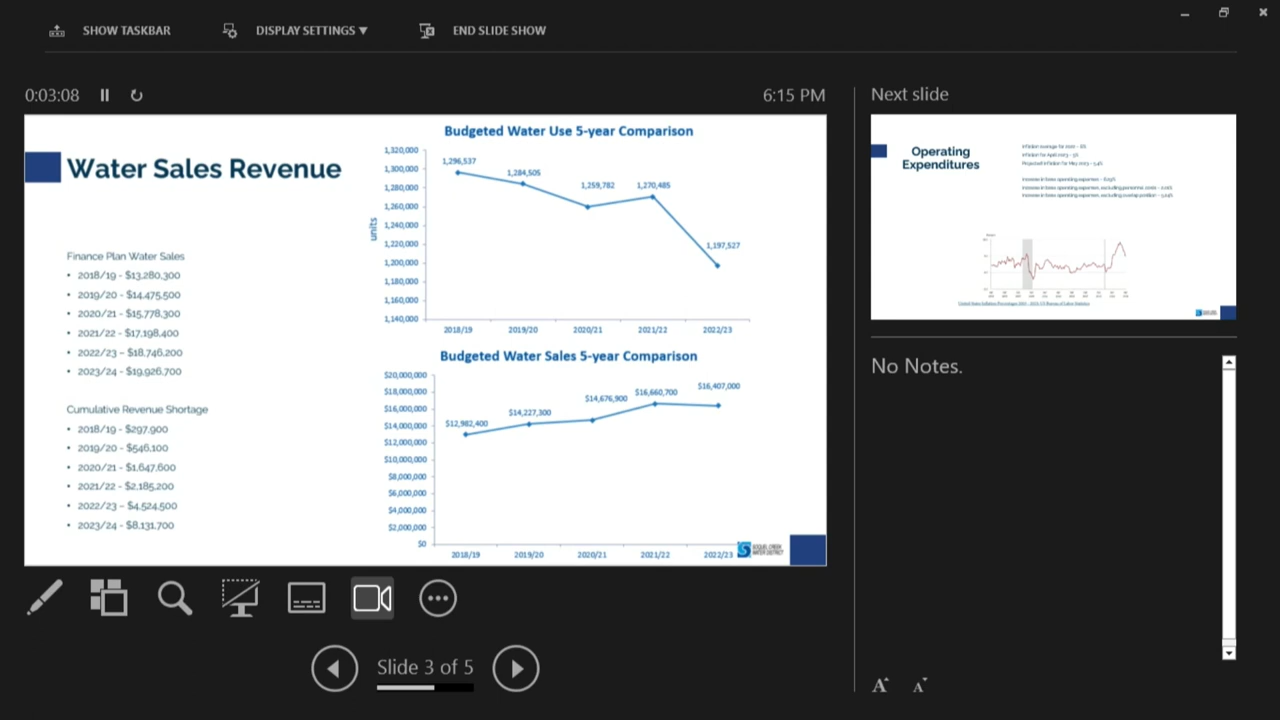 SHOW TASKBAR
DISPLAY SETTINGS ▼
END SLIDE SHOW
0:03:08
6:15 PM
Water Sales Revenue
Finance Plan Water Sales
• 2018/19 - $13,280,300
• 2019/20 - $14,475,500
• 2020/21 - $15,778,300
• 2021/22 - $17,198,400
• 2022/23 – $18,746,200
• 2023/24 - $19,926,700
Cumulative Revenue Shortage
• 2018/19 - $297,900
• 2019/20 - $546,100
• 2020/21 - $1,647,600
• 2021/22 - $2,185,200
• 2022/23 - $4,524,500
• 2023/24 - $8,131,700
Budgeted Water Use 5-year Comparison
units
1,320,000
1,300,000
1,280,000
1,260,000
1,240,000
1,220,000
1,200,000
1,180,000
1,160,000
1,140,000
1,296,537
1,284,505
1,259,782
1,270,485
1,197,527
2018/19
2019/20
2020/21
2021/22
2022/23
Budgeted Water Sales 5-year Comparison
$20,000,000
$18,000,000
$16,000,000
$14,000,000
$12,000,000
$10,000,000
$8,000,000
$6,000,000
$4,000,000
$2,000,000
$0
$12,982,400
$14,227,300
$14,676,900
$16,660,700
$16,407,000
2018/19
2019/20
2020/21
2021/22
2022/23
SOQUEL CREEK
WATER DISTRICT
Slide 3 of 5
Next slide
Operating
Expenditures
No Notes.
A
A